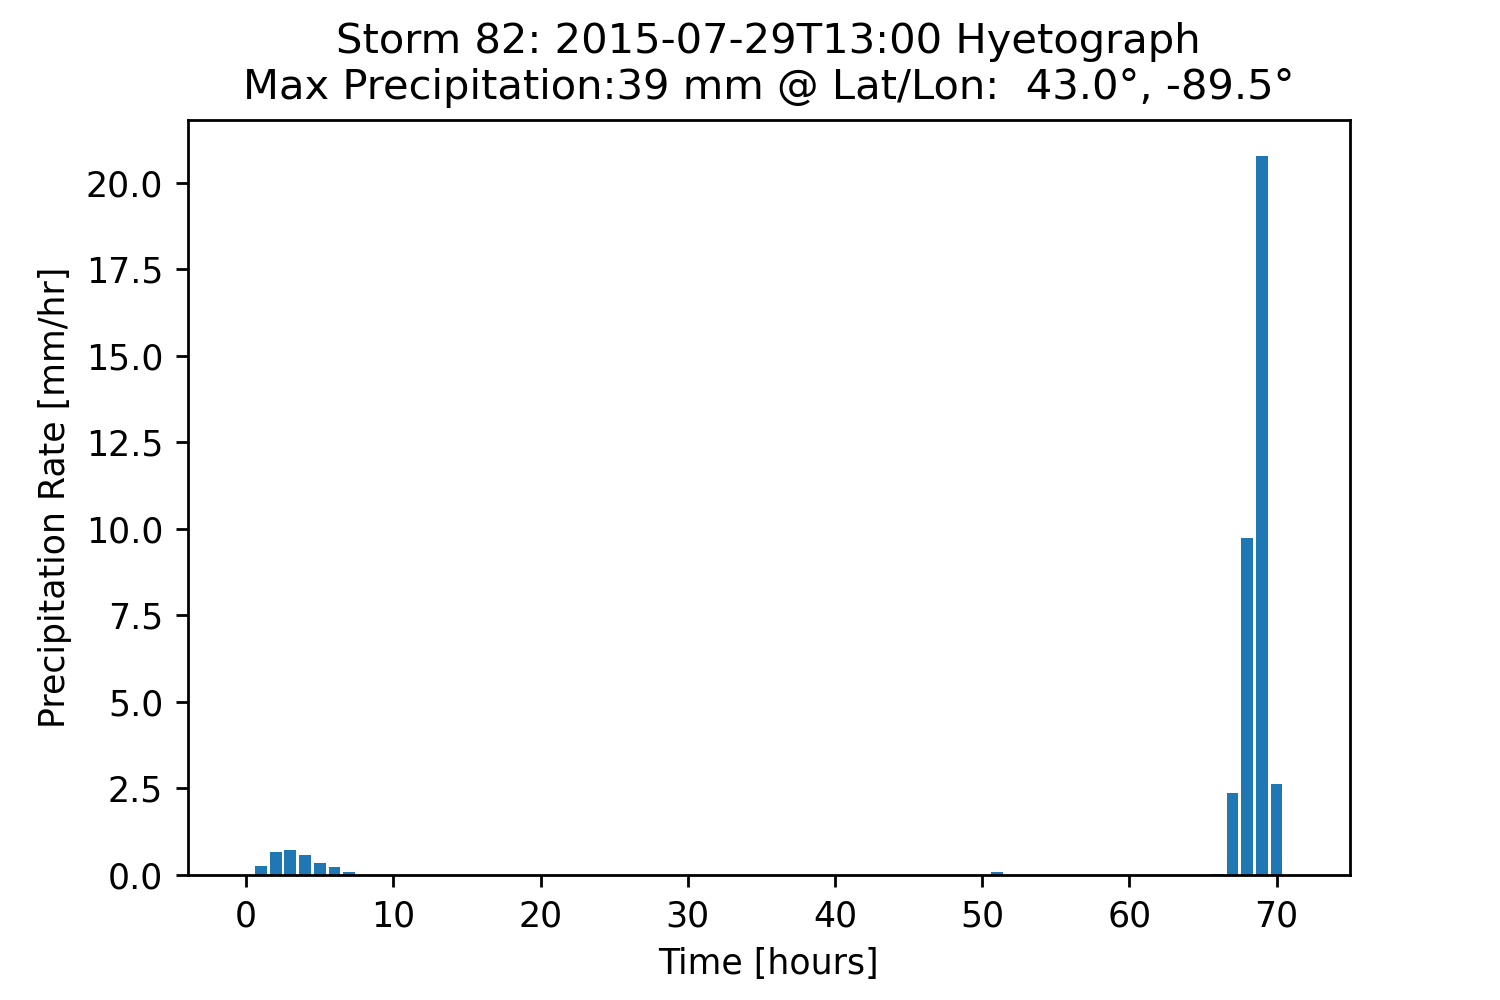 Storm 82: 2015-07-29T13:00 Hyetograph
Max Precipitation:39 mm @ Lat/Lon:  43.0°, -89.5°
Precipitation Rate [mm/hr]
20.0
17.5
15.0
12.5
10.0
7.5
5.0
2.5
0.0
0 10 20 30 40 50 60 70
Time [hours]